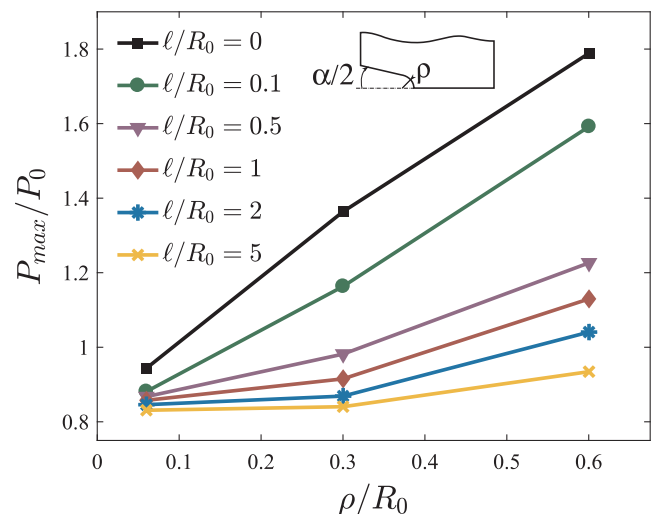 ℓ/R₀ = 0
ℓ/R₀ = 0.1
ℓ/R₀ = 0.5
ℓ/R₀ = 1
ℓ/R₀ = 2
ℓ/R₀ = 5
α/2
ρ
P_max/P₀
1.8
1.6
1.4
1.2
1
0.8
0 0.1 0.2 0.3 0.4 0.5 0.6
ρ/R₀